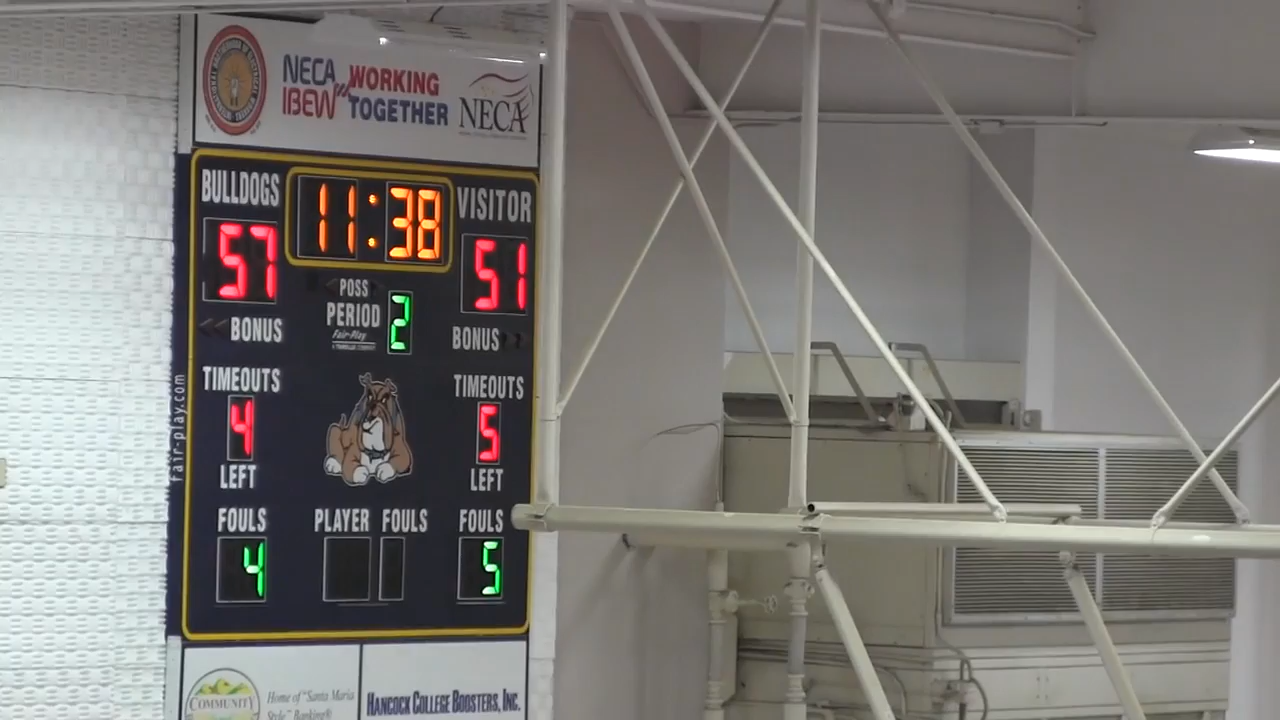 NECA IBEW WORKING TOGETHER
NECA
BULLDOGS 11:38 VISITOR
57 51
POSS
PERIOD 2
Fair-Play
BONUS BONUS
TIMEOUTS TIMEOUTS
4 5
LEFT LEFT
fair-play.com
FOULS PLAYER FOULS FOULS
4 5
COMMUNITY
Home of "Santa Maria
Style" Banking®
HANCOCK COLLEGE BOOSTERS, INC.